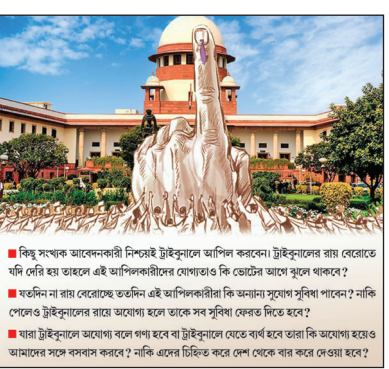 কিছু সংখ্যক আবেদনকারী নিশ্চয়ই ট্রাইবুনালে আপিল করবেন। ট্রাইবুনালের রায় বেরোতে
যদি দেরি হয় তাহলে এই আপিলকারীদের যোগ্যতাও কি ভোটের আগে ঝুলে থাকবে?
যতদিন না রায় বেরোচ্ছে ততদিন এই আপিলকারীরা কি অন্যান্য সুযোগ সুবিধা পাবেন? নাকি
পেলেও ট্রাইবুনালের রায়ে অযোগ্য হলে তাকে সব সুবিধা ফেরত দিতে হবে?
যারা ট্রাইবুনালে অযোগ্য বলে গণ্য হবে বা ট্রাইবুনালে যেতে ব্যর্থ হবে তারা কি অযোগ্য হয়েও
আমাদের সঙ্গে বসবাস করবে? নাকি এদের চিহ্নিত করে দেশ থেকে বার করে দেওয়া হবে?